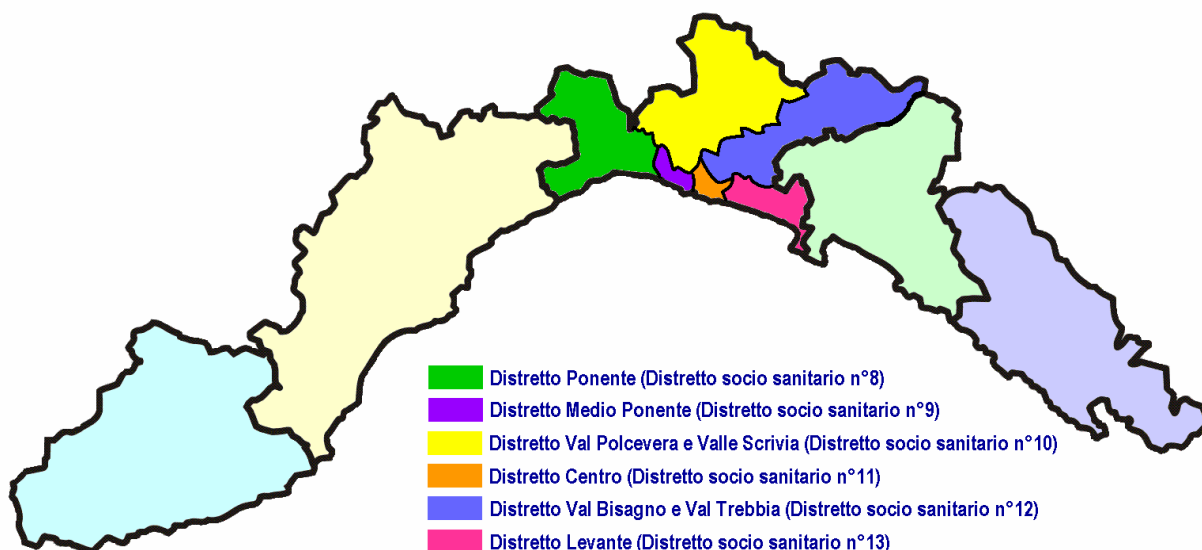 Distretto Ponente (Distretto socio sanitario n°8)
Distretto Medio Ponente (Distretto socio sanitario n°9)
Distretto Val Polcevera e Valle Scrivia (Distretto socio sanitario n°10)
Distretto Centro (Distretto socio sanitario n°11)
Distretto Val Bisagno e Val Trebbia (Distretto socio sanitario n°12)
Distretto Levante (Distretto socio sanitario n°13)